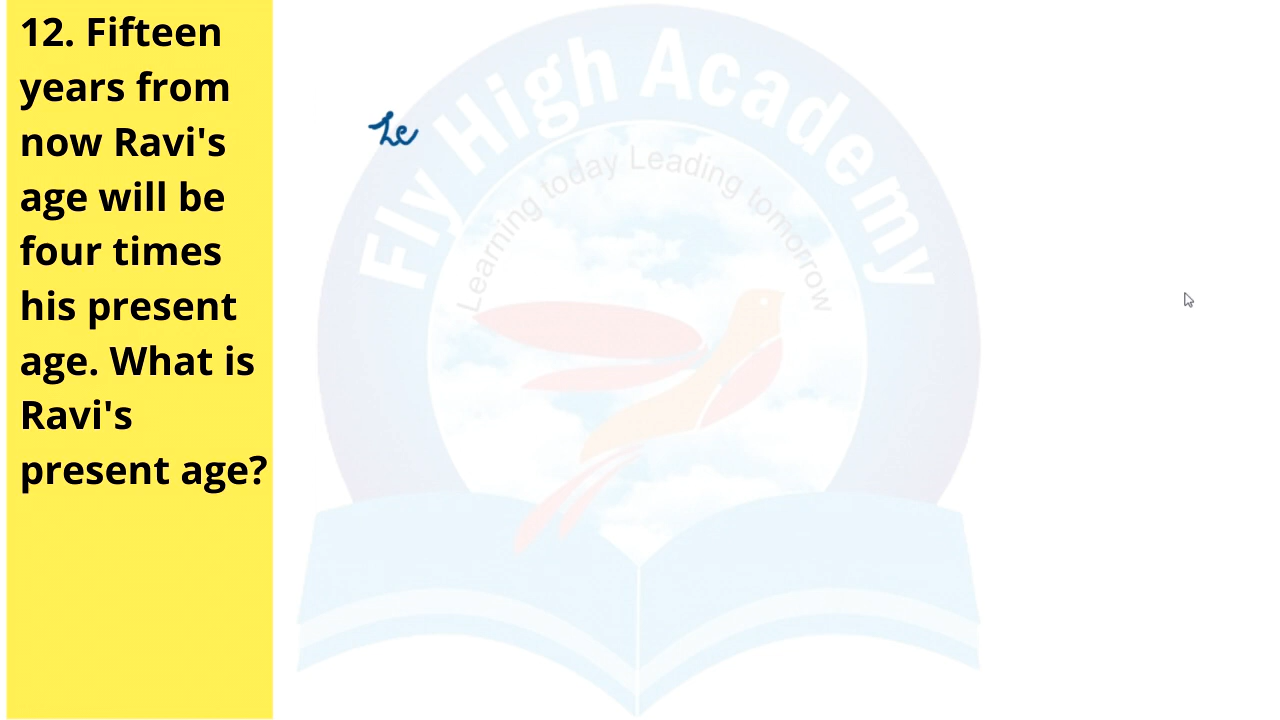 12. Fifteen
years from
now Ravi's
age will be
four times
his present
age. What is
Ravi's
present age?
Le
Fly High Academy
Learning today Leading tomorrow